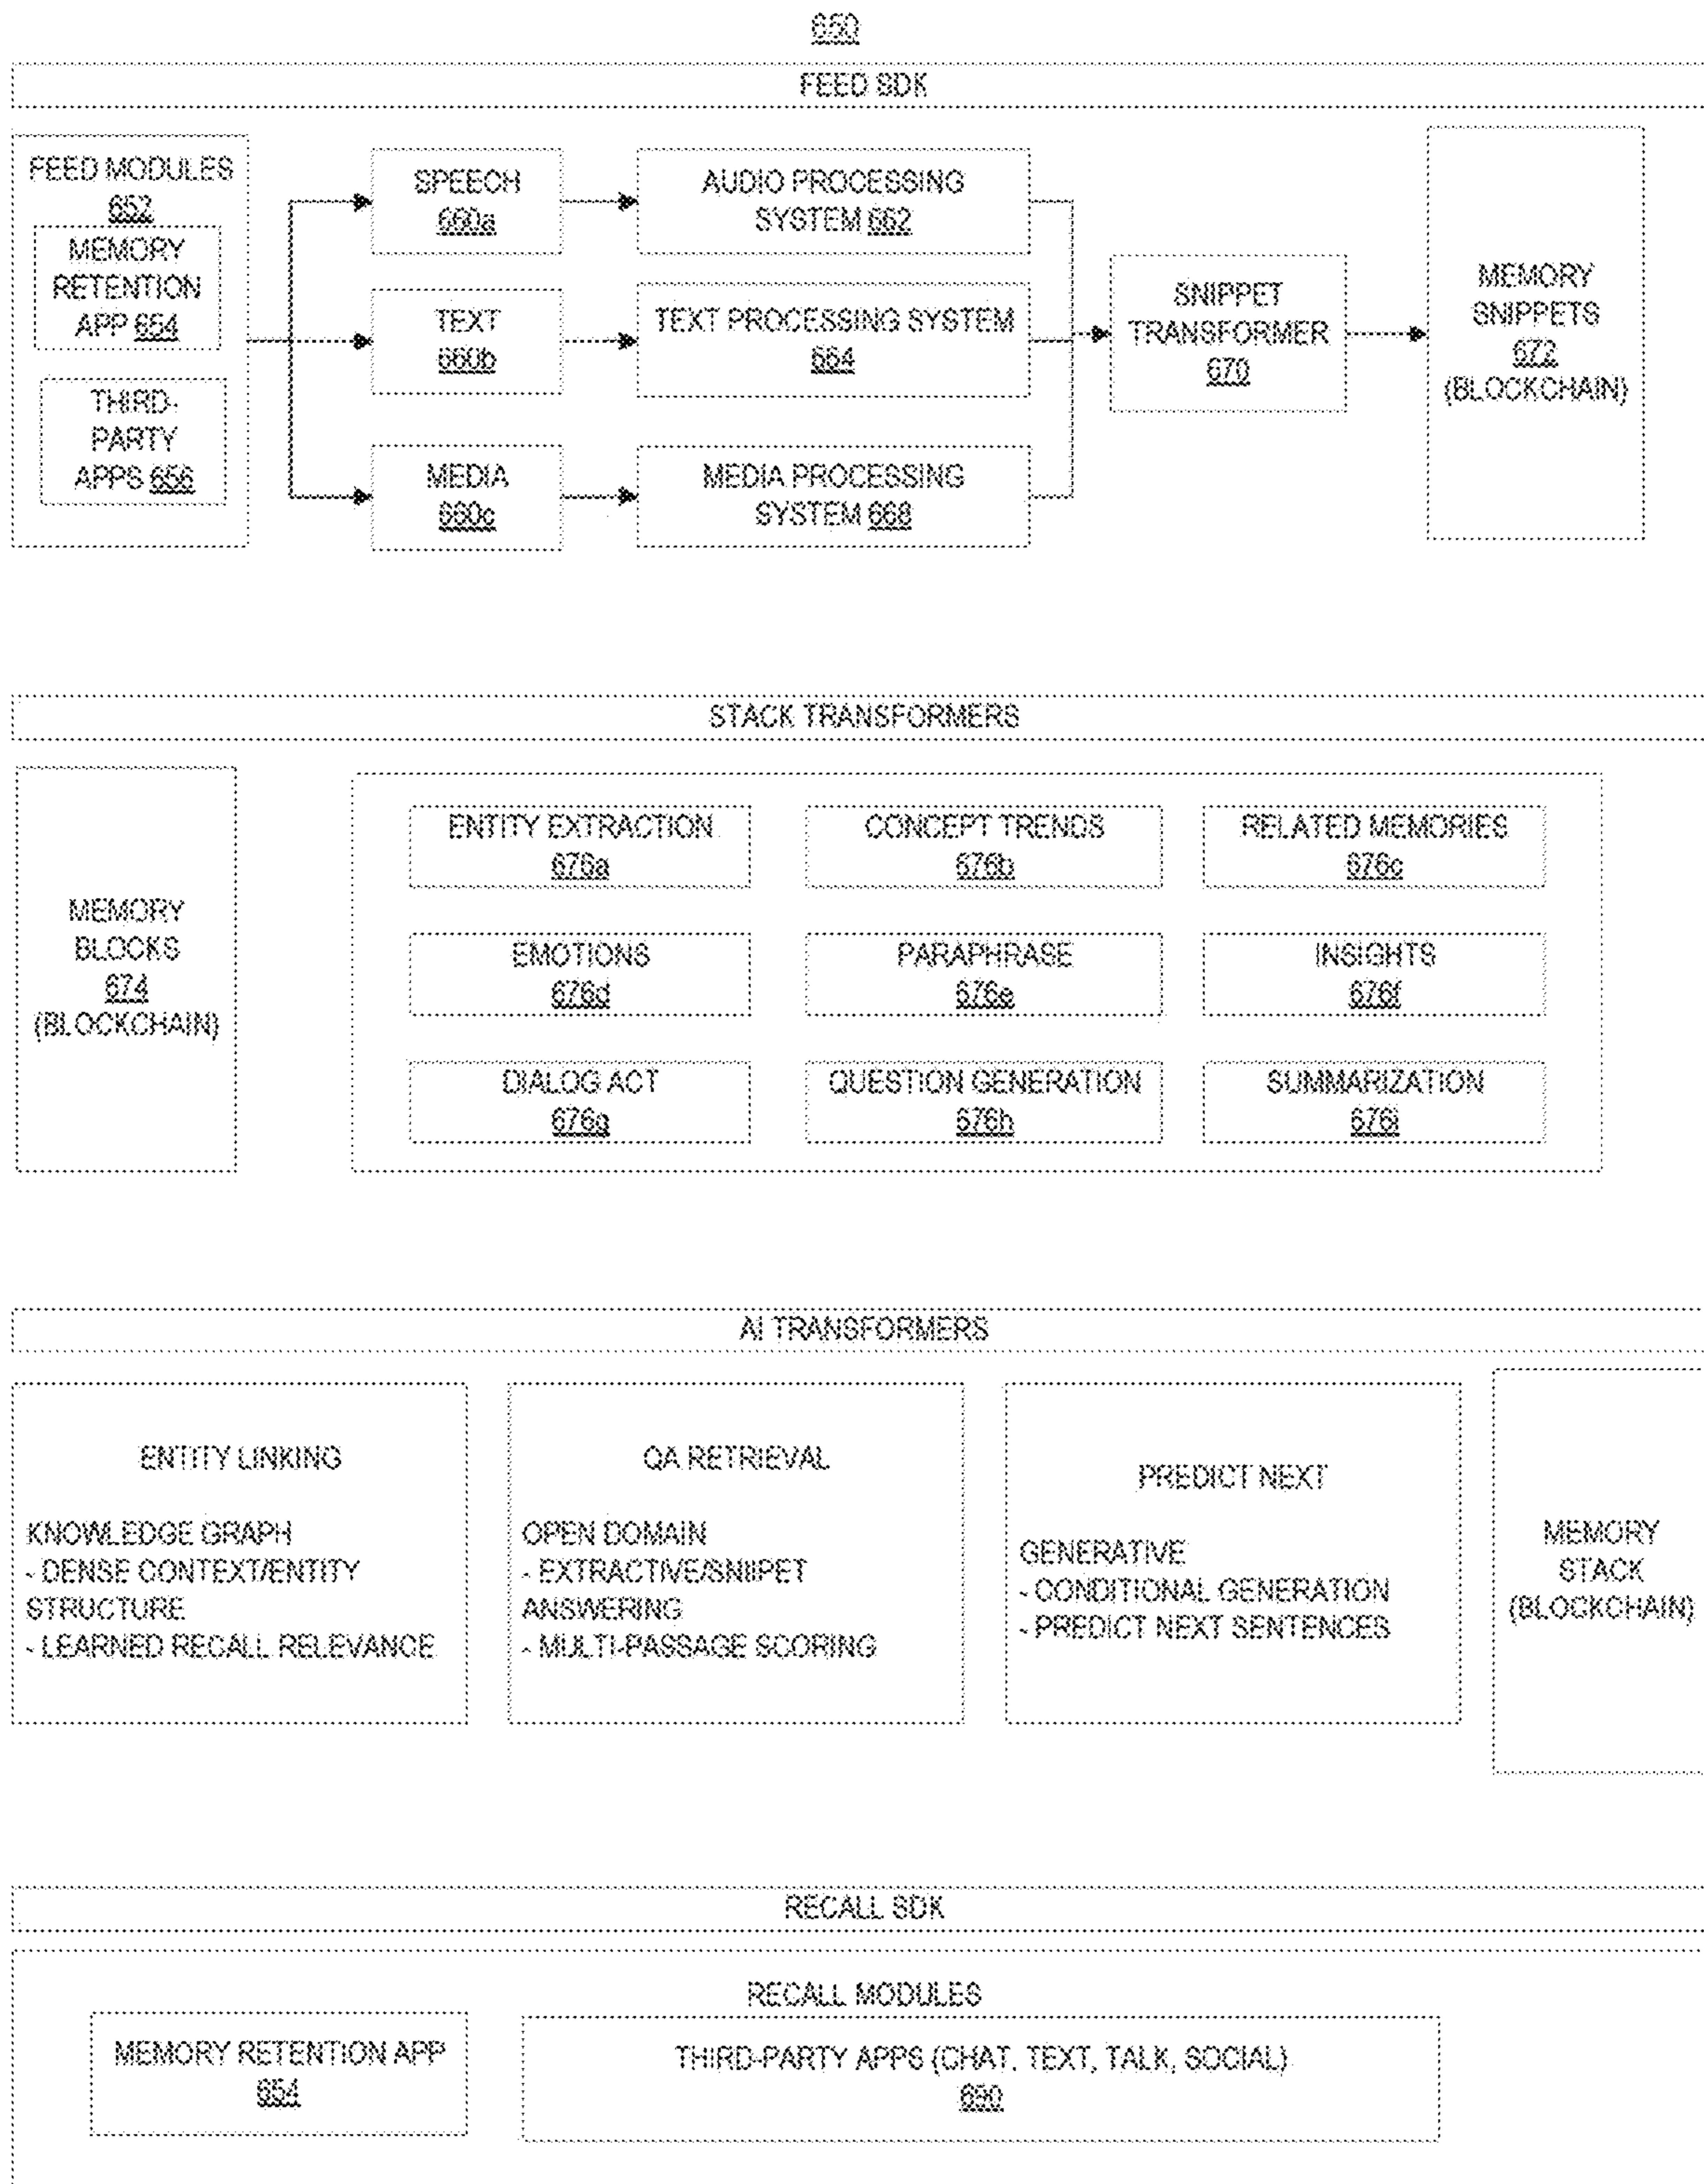 650
FEED SDK
FEED MODULES
652
MEMORY
RETENTION
APP 654
THIRD-
PARTY
APPS 656
SPEECH
660a
TEXT
660b
MEDIA
660c
AUDIO PROCESSING
SYSTEM 662
TEXT PROCESSING SYSTEM
664
MEDIA PROCESSING
SYSTEM 668
SNIPPET
TRANSFORMER
670
MEMORY
SNIPPETS
672
(BLOCKCHAIN)
STACK TRANSFORMERS
MEMORY
BLOCKS
674
(BLOCKCHAIN)
ENTITY EXTRACTION
676a
CONCEPT TRENDS
676b
RELATED MEMORIES
676c
EMOTIONS
676d
PARAPHRASE
676e
INSIGHTS
676f
DIALOG ACT
676g
QUESTION GENERATION
676h
SUMMARIZATION
676i
AI TRANSFORMERS
ENTITY LINKING
KNOWLEDGE GRAPH
- DENSE CONTEXT/ENTITY
STRUCTURE
- LEARNED RECALL RELEVANCE
QA RETRIEVAL
OPEN DOMAIN
- EXTRACTIVE/SNIIPET
ANSWERING
- MULTI-PASSAGE SCORING
PREDICT NEXT
GENERATIVE
- CONDITIONAL GENERATION
- PREDICT NEXT SENTENCES
MEMORY
STACK
(BLOCKCHAIN)
RECALL SDK
RECALL MODULES
MEMORY RETENTION APP
654
THIRD-PARTY APPS (CHAT, TEXT, TALK, SOCIAL)
690